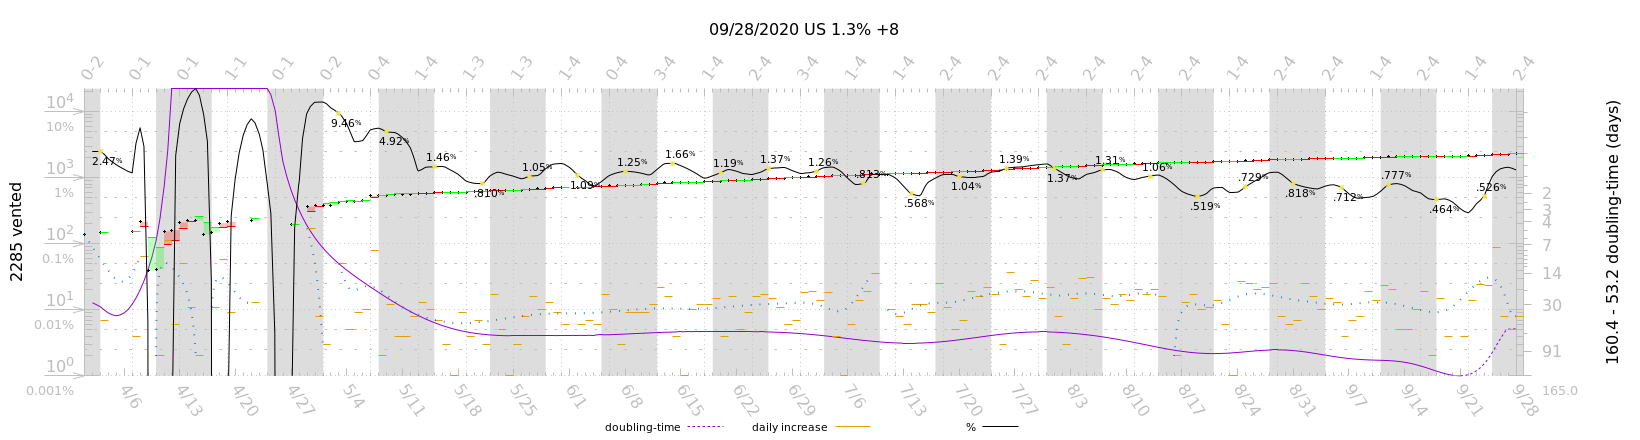 09/28/2020 US 1.3% +8
0-2 0-1 0-1 1-1 0-1 0-2 0-4 1-4 1-3 1-3 1-4 0-4 3-4 1-4 2-4 2-4 1-4 1-4 2-4 2-4 2-4 0-4 2-4 1-4 2-4 2-4 1-4 2-4 1-4 2-4
10^4
10%
10^3
1%
10^2
0.1%
10^1
0.01%
10^0
0.001%
2285 vented
2.47% 9.46% 4.92% 1.46% .810% 1.05% 1.09% 1.25% 1.66% 1.19% 1.37% 1.26% .813% .568% 1.04% 1.39% 1.37% 1.31% 1.06% .519% .729% .818% .712% .777% .464% .526%
2
3
4
7
14
30
91
165.0
160.4 - 53.2 doubling-time (days)
4/6 4/13 4/20 4/27 5/4 5/11 5/18 5/25 6/1 6/8 6/15 6/22 6/29 7/6 7/13 7/20 7/27 8/3 8/10 8/17 8/24 8/31 9/7 9/14 9/21 9/28
doubling-time daily increase %